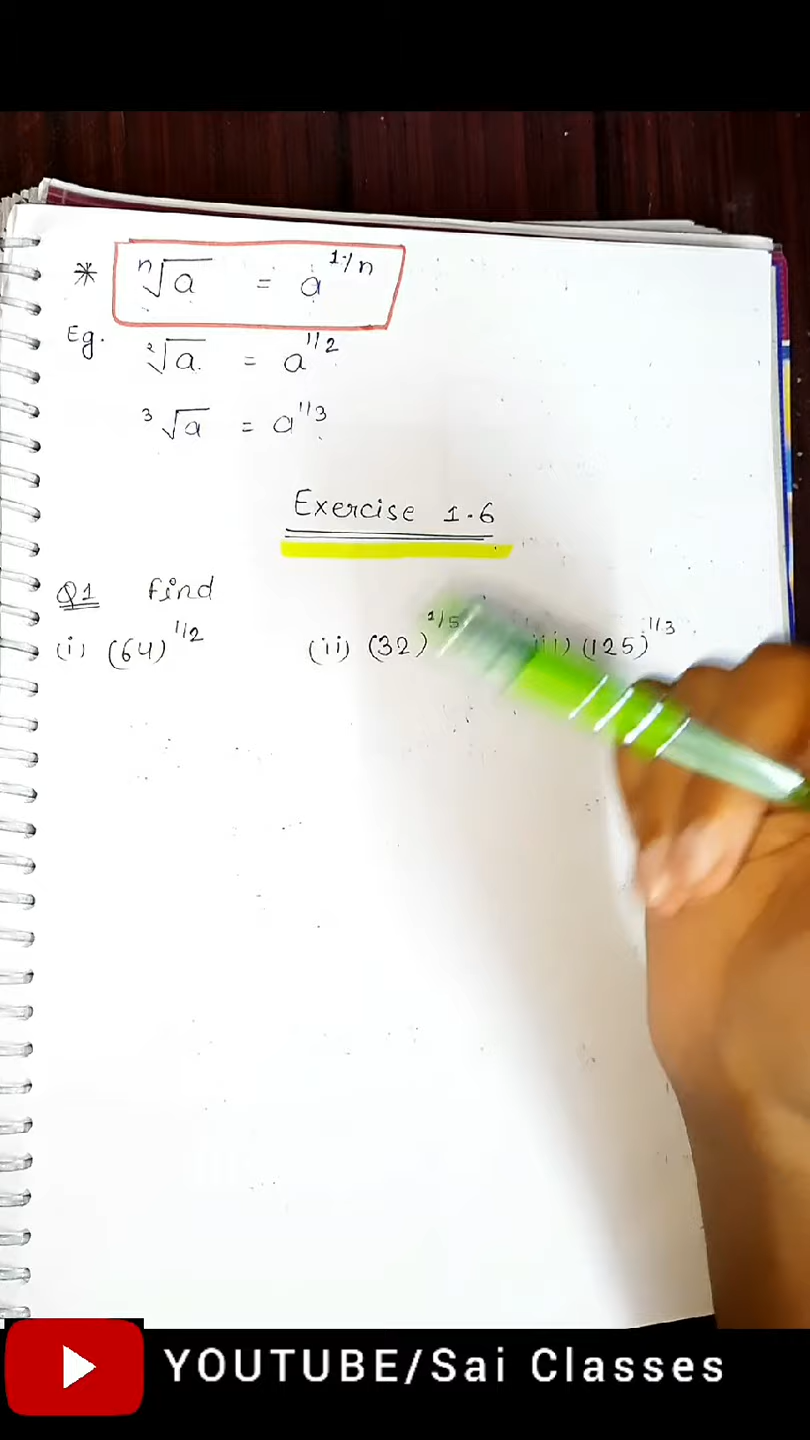 * ⁿ√a = a^1/n
Eg. ²√a = a^1/2
³√a = a^1/3
Exercise 1.6
Q1 Find
(i) (64)^1/2 (ii) (32)^1/5 (iii) (125)^1/3
YOUTUBE/Sai Classes